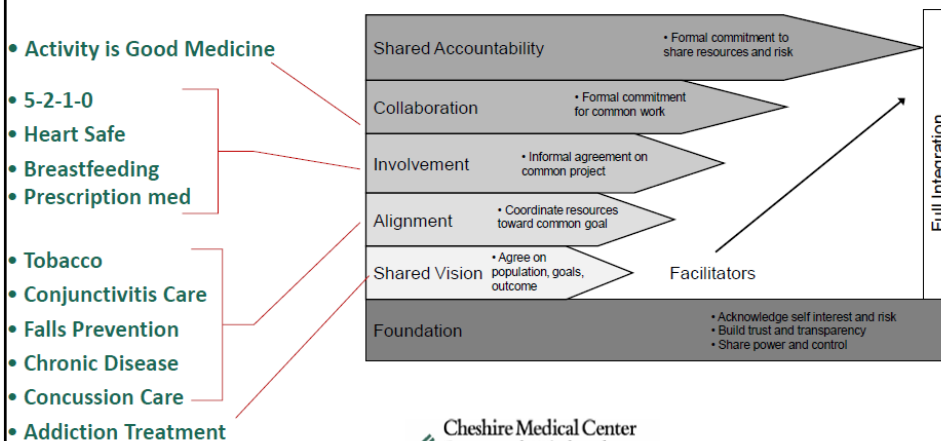 • Activity is Good Medicine
• 5-2-1-0
• Heart Safe
• Breastfeeding
• Prescription med
• Tobacco
• Conjunctivitis Care
• Falls Prevention
• Chronic Disease
• Concussion Care
• Addiction Treatment
Shared Accountability
• Formal commitment to
share resources and risk
Collaboration
• Formal commitment
for common work
Involvement
• Informal agreement on
common project
Alignment
• Coordinate resources
toward common goal
Shared Vision
• Agree on
population, goals,
outcome
Facilitators
Foundation
• Acknowledge self interest and risk
• Build trust and transparency
• Share power and control
Full Integration
Cheshire Medical Center